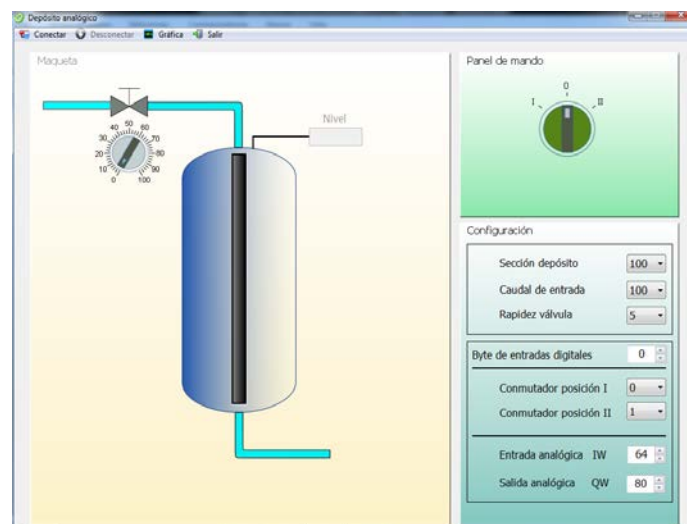 Depósito analógico
Conectar Desconectar Gráfica Salir
Maqueta
Nivel
0
10
20
30
40
50
60
70
80
90
100
Panel de mando
I
0
II
Configuración
Sección depósito 100
Caudal de entrada 100
Rapidez válvula 5
Byte de entradas digitales 0
Conmutador posición I 0
Conmutador posición II 1
Entrada analógica IW 64
Salida analógica QW 80